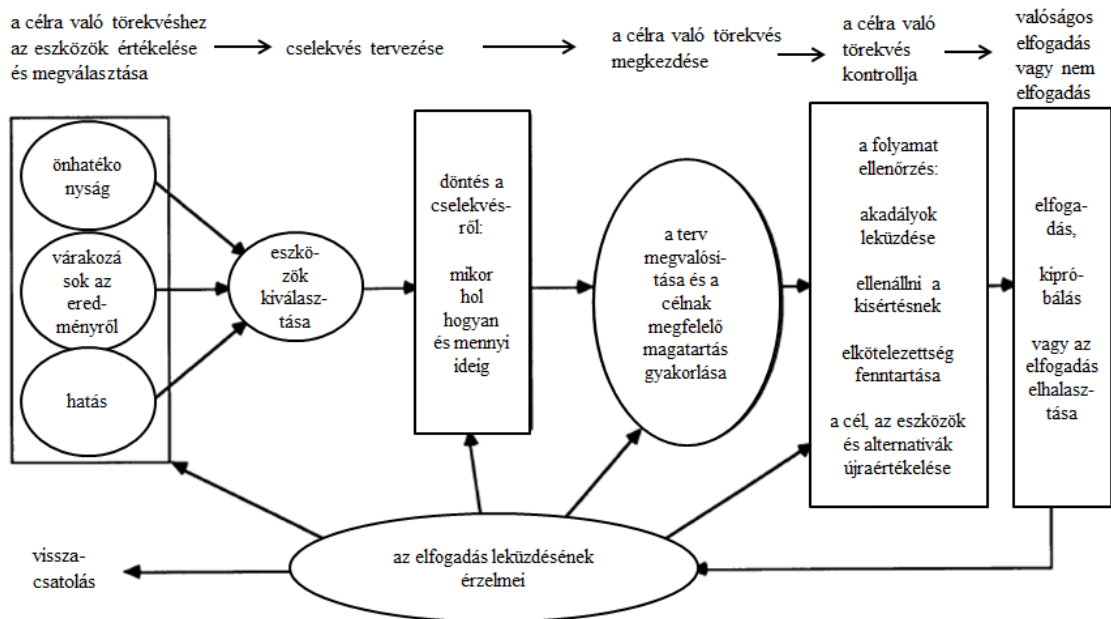 a célra való törekvéshez
az eszközök értékelése
és megválasztása
cselekvés tervezése
a célra való törekvés
megkezdése
a célra való
törekvés
kontrollja
valóságos
elfogadás
vagy nem
elfogadás
önhatéko
nyság
várakozá
sok az
ered-
ményről
hatás
eszkö-
zök
kiválasz-
tása
döntés a
cselekvés-
ről:
mikor
hol
hogyan
és mennyi
ideig
a terv
megvalósí-
tása és a
célnak
megfelelő
magatartás
gyakorlása
a folyamat
ellenőrzés:
akadályok
leküzdése
ellenállni a
kisértésnek
elkötelezettség
fenntartása
a cél, az eszközök
és alternatívák
újraértékelése
elfoga-
dás,
kipró-
bálás
vagy az
elfogadás
elhalasz-
tása
az elfogadás leküzdésének
érzelmei
vissza-
csatolás